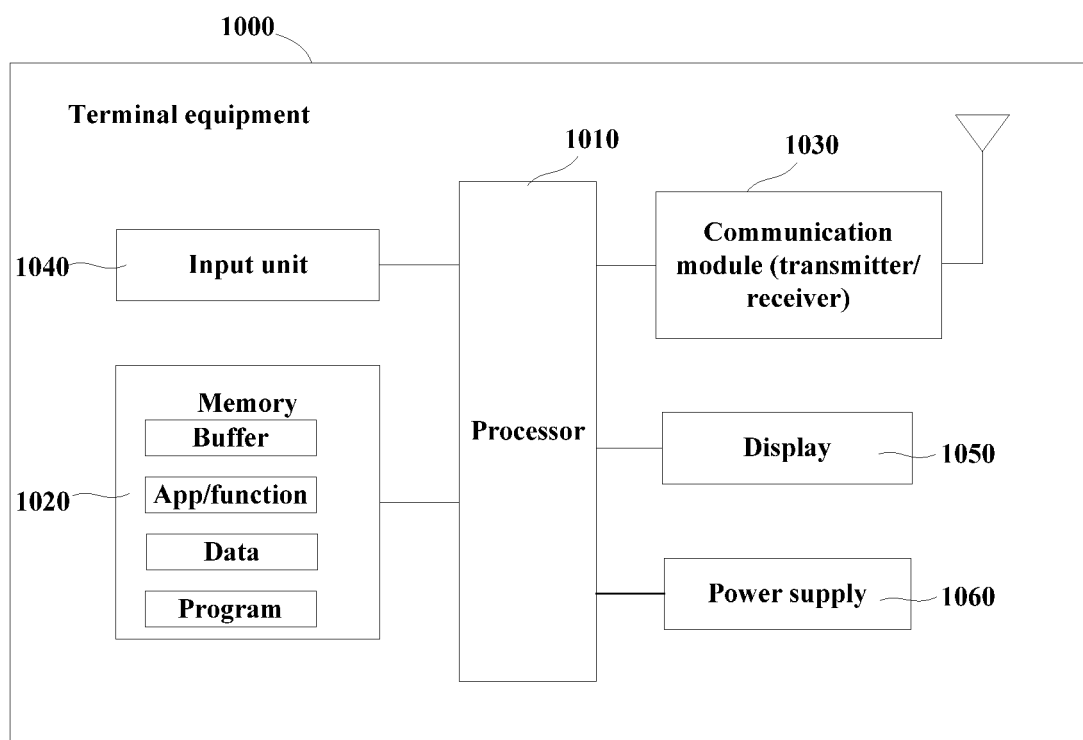 1000
Terminal equipment
1010
1030
Communication
module (transmitter/
receiver)
1040
Input unit
Memory
Buffer
App/function
Data
Program
1020
Processor
Display
1050
Power supply
1060